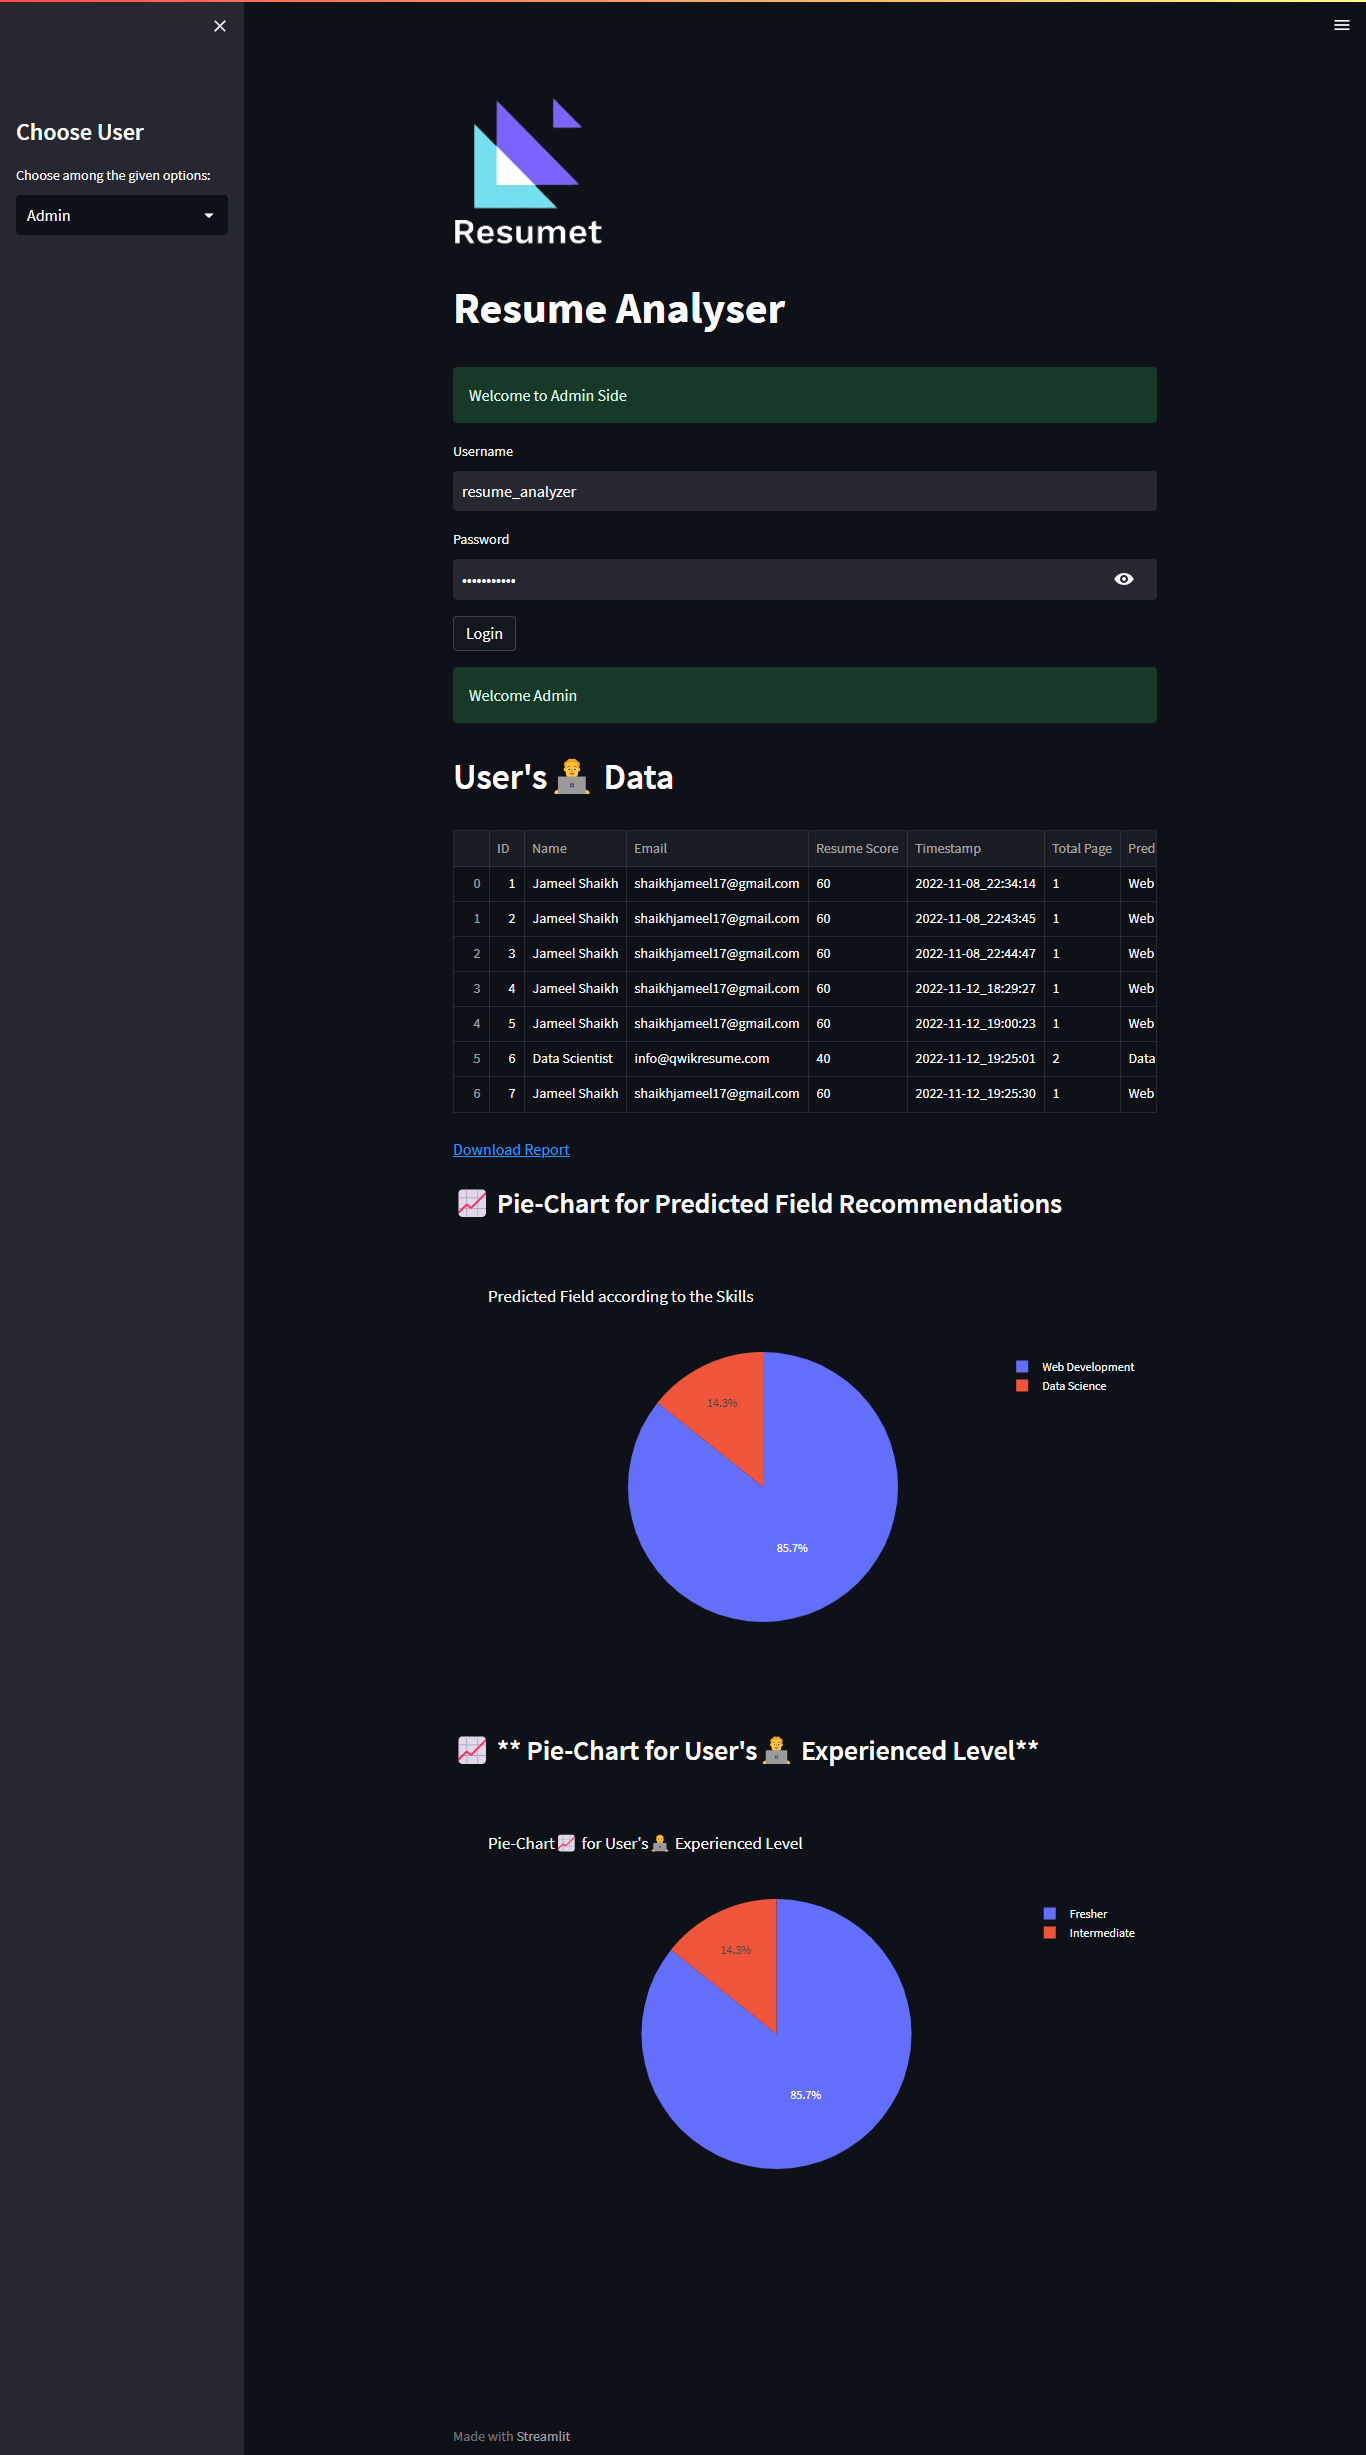 Choose User
Choose among the given options:
Admin
Resumet
Resume Analyser
Welcome to Admin Side
Username
resume_analyzer
Password
•••••••••••
Login
Welcome Admin
User's Data
ID Name Email Resume Score Timestamp Total Page Pred
0 1 Jameel Shaikh shaikhjameel17@gmail.com 60 2022-11-08_22:34:14 1 Web
1 2 Jameel Shaikh shaikhjameel17@gmail.com 60 2022-11-08_22:43:45 1 Web
2 3 Jameel Shaikh shaikhjameel17@gmail.com 60 2022-11-08_22:44:47 1 Web
3 4 Jameel Shaikh shaikhjameel17@gmail.com 60 2022-11-12_18:29:27 1 Web
4 5 Jameel Shaikh shaikhjameel17@gmail.com 60 2022-11-12_19:00:23 1 Web
5 6 Data Scientist info@qwikresume.com 40 2022-11-12_19:25:01 2 Data
6 7 Jameel Shaikh shaikhjameel17@gmail.com 60 2022-11-12_19:25:30 1 Web
Download Report
Pie-Chart for Predicted Field Recommendations
Predicted Field according to the Skills
Web Development
Data Science
14.3%
85.7%
** Pie-Chart for User's Experienced Level**
Pie-Chart for User's Experienced Level
Fresher
Intermediate
14.3%
85.7%
Made with Streamlit